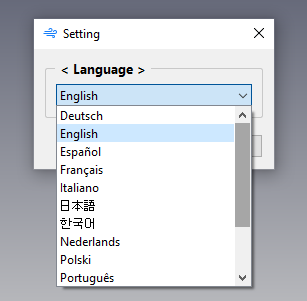 Setting
< Language >
English
Deutsch
English
Español
Français
Italiano
日本語
한국어
Nederlands
Polski
Português